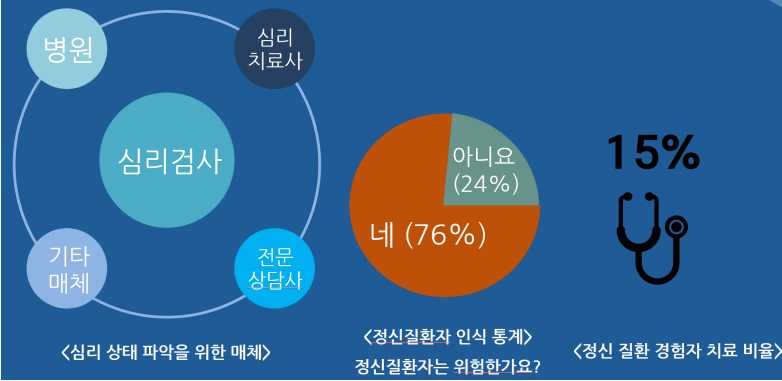 병원
심리
치료사
심리검사
기타
매체
전문
상담사
<심리 상태 파악을 위한 매체>
아니요
(24%)
네 (76%)
<정신질환자 인식 통계>
정신질환자는 위험한가요?
15%
<정신 질환 경험자 치료 비율>